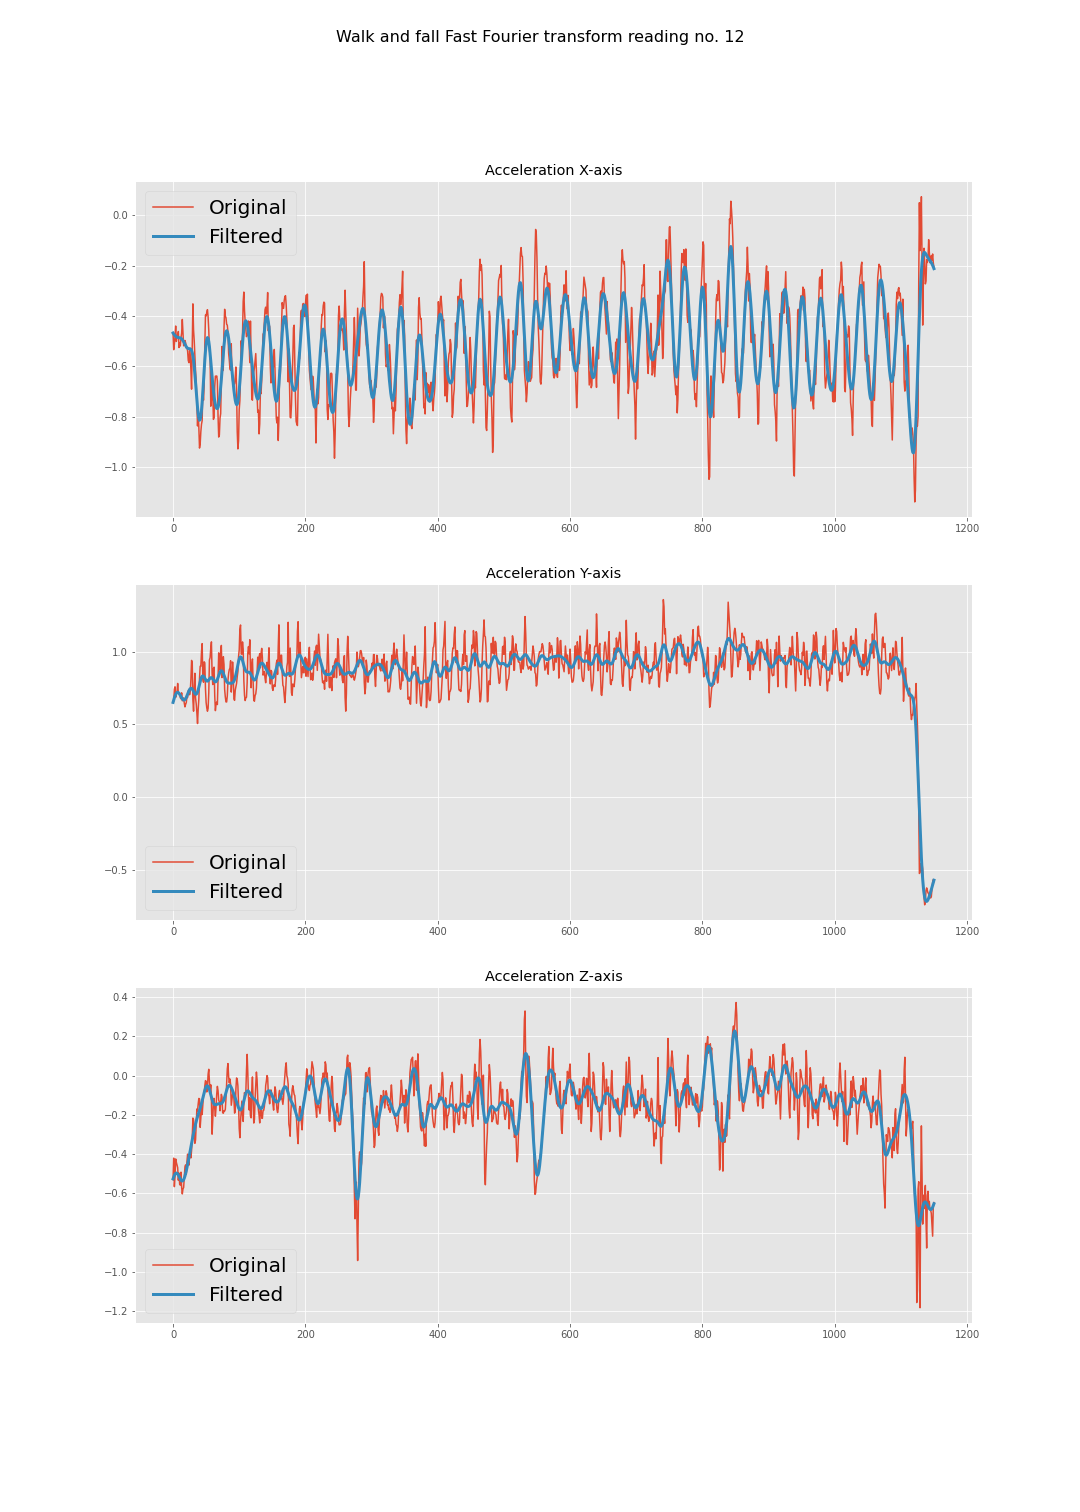 Walk and fall Fast Fourier transform reading no. 12
Acceleration X-axis
Original
Filtered
0.0
−0.2
−0.4
−0.6
−0.8
−1.0
0 200 400 600 800 1000 1200
Acceleration Y-axis
1.0
0.5
0.0
−0.5
Original
Filtered
0 200 400 600 800 1000 1200
Acceleration Z-axis
0.4
0.2
0.0
−0.2
−0.4
−0.6
−0.8
−1.0
−1.2
Original
Filtered
0 200 400 600 800 1000 1200